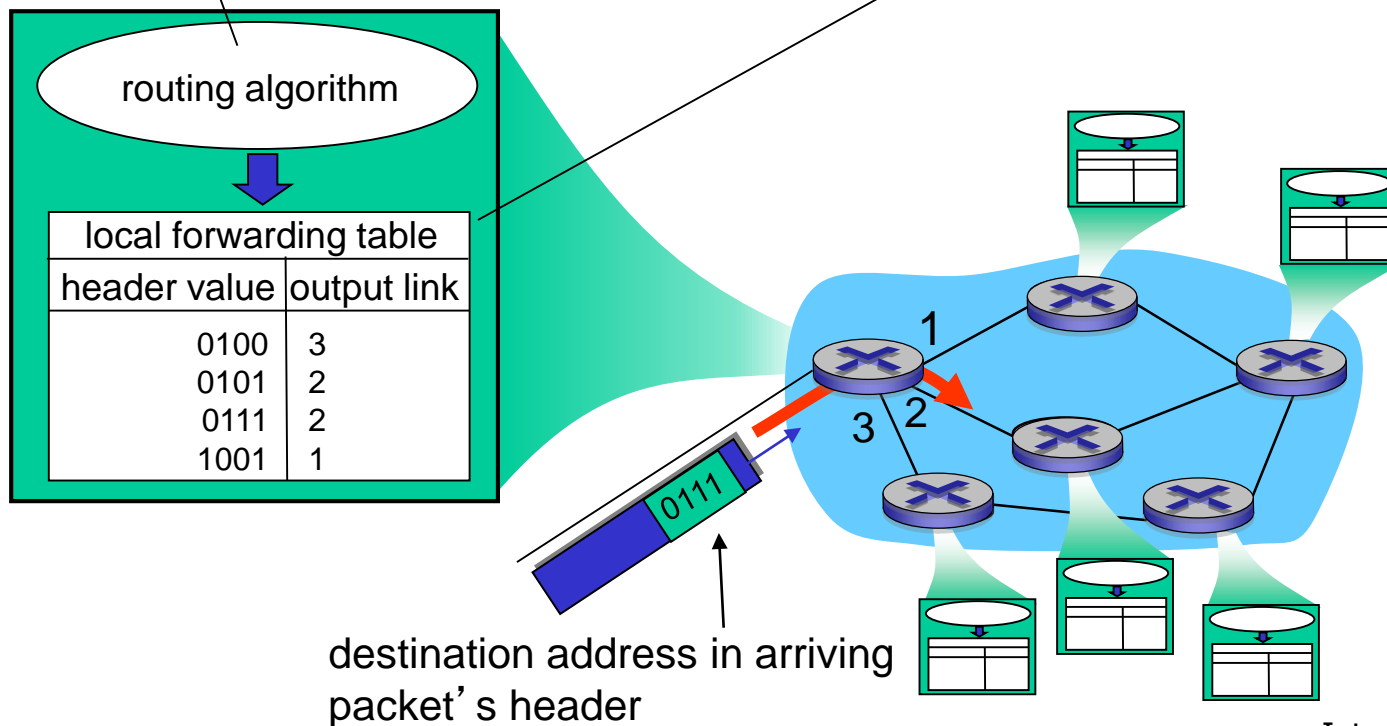 routing algorithm
local forwarding table
header value output link
0100 3
0101 2
0111 2
1001 1
1
2
3
0111
destination address in arriving
packet’s header